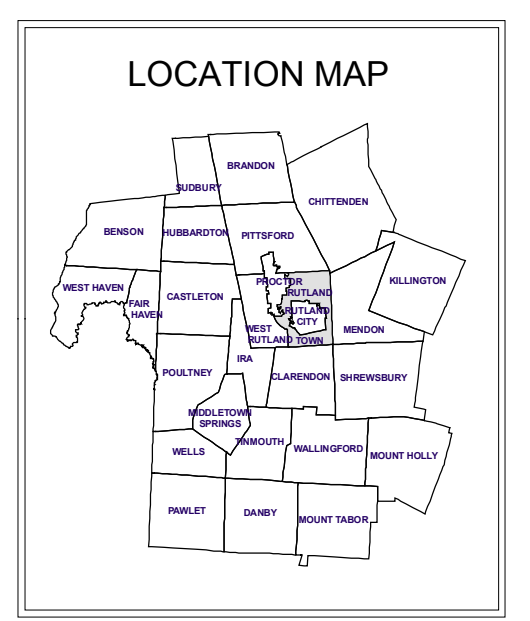 LOCATION MAP
BRANDON
SUDBURY
CHITTENDEN
BENSON
HUBBARDTON
PITTSFORD
PROCTOR
KILLINGTON
WEST HAVEN
RUTLAND
FAIR
HAVEN
CASTLETON
RUTLAND
CITY
WEST
RUTLAND
MENDON
TOWN
IRA
POULTNEY
CLARENDON
SHREWSBURY
MIDDLETOWN
SPRINGS
TINMOUTH
WALLINGFORD
WELLS
MOUNT HOLLY
PAWLET
DANBY
MOUNT TABOR